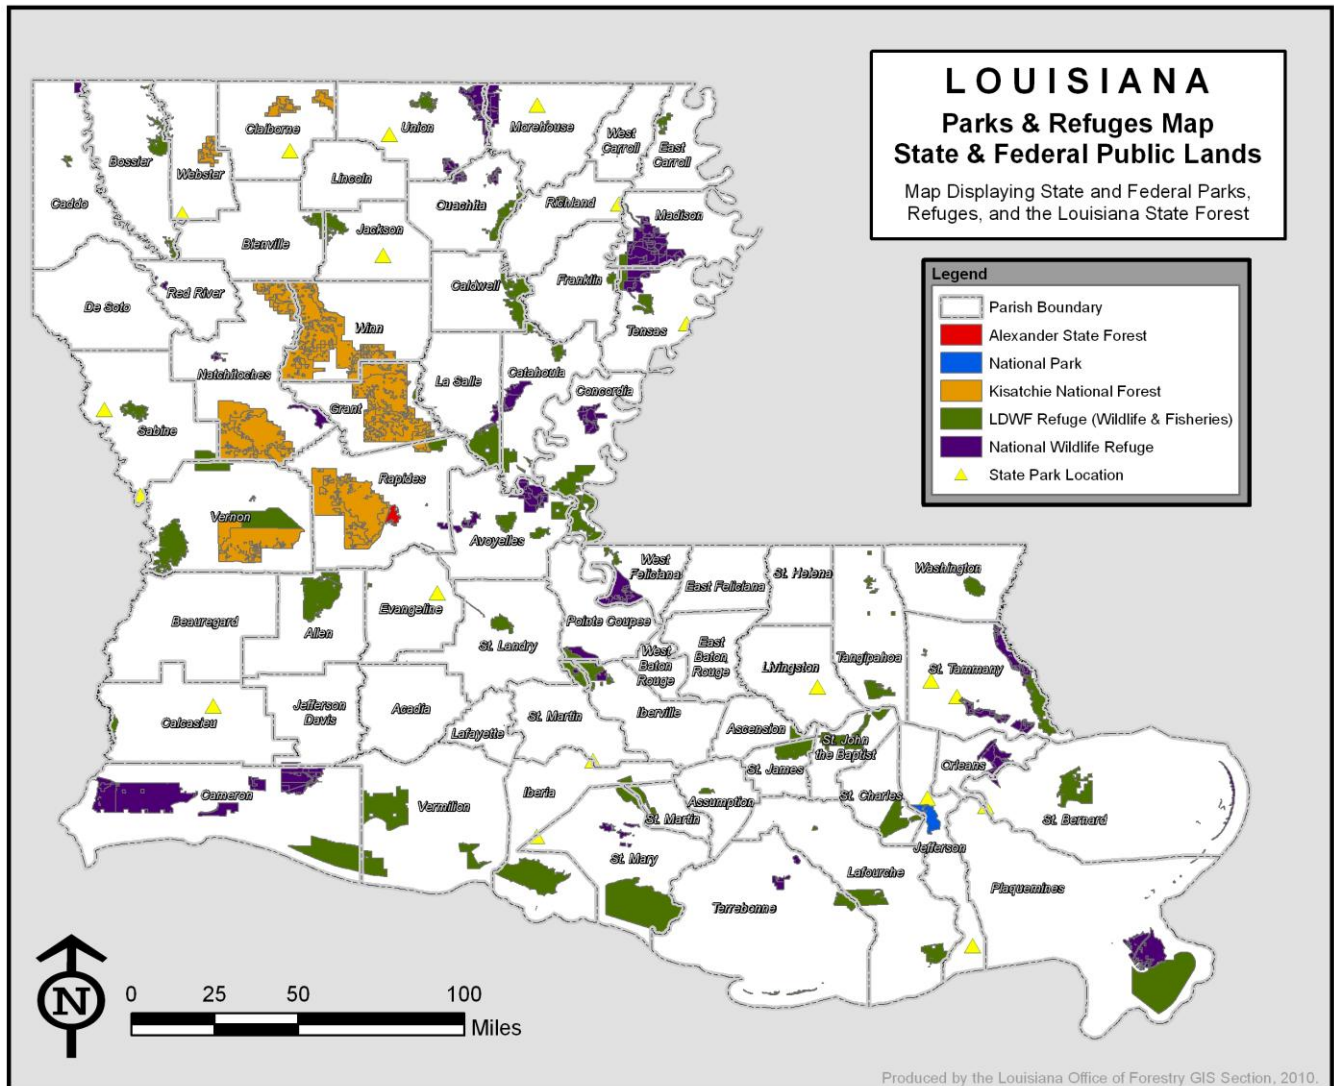 LOUISIANA
Parks & Refuges Map
State & Federal Public Lands
Map Displaying State and Federal Parks,
Refuges, and the Louisiana State Forest
Legend
Parish Boundary
Alexander State Forest
National Park
Kisatchie National Forest
LDWF Refuge (Wildlife & Fisheries)
National Wildlife Refuge
State Park Location
Caddo
Bossier
Webster
Claiborne
Union
Morehouse
West
Carroll
East
Carroll
Lincoln
Ouachita
Richland
Madison
Bienville
Jackson
De Soto
Red River
Caldwell
Franklin
Tensas
Winn
Natchitoches
La Salle
Catahoula
Concordia
Grant
Sabine
Rapides
Vernon
Avoyelles
West
Feliciana
East Feliciana
St. Helena
Washington
Beauregard
Allen
Evangeline
St. Landry
Pointe Coupee
West
Baton
Rouge
East
Baton
Rouge
Livingston
Tangipahoa
St. Tammany
Calcasieu
Jefferson
Davis
Acadia
Lafayette
St. Martin
Iberville
Ascension
St. John
the Baptist
St. James
Orleans
Cameron
Vermilion
Iberia
St. Martin
Assumption
St. Charles
St. Bernard
Jefferson
St. Mary
Terrebonne
Lafourche
Plaquemines
N
0 25 50 100
Miles
Produced by the Louisiana Office of Forestry GIS Section, 2010